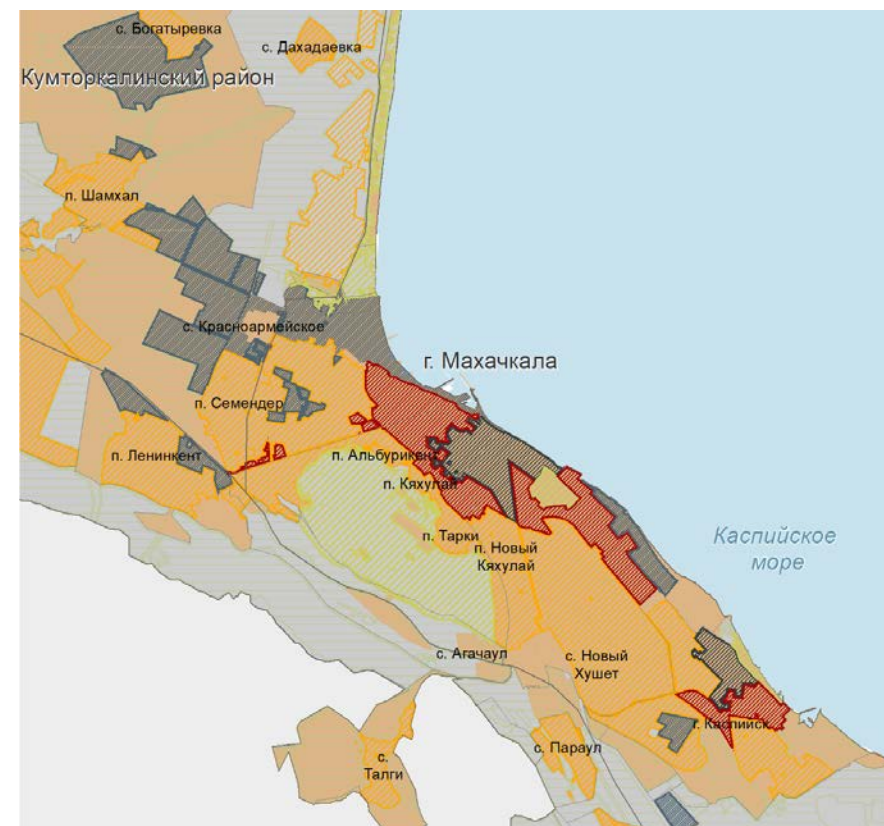 с. Богатыревка
с. Дахадаевка
Кумторкалинский район
п. Шамхал
с. Красноармейское
г. Махачкала
п. Семендер
п. Альбурикент
п. Ленинкент
п. Кяхулай
п. Тарки
п. Новый
Кяхулай
Каспийское
море
с. Агачаул
с. Новый
Хушет
г. Каспийск
с. Параул
с.
Талги